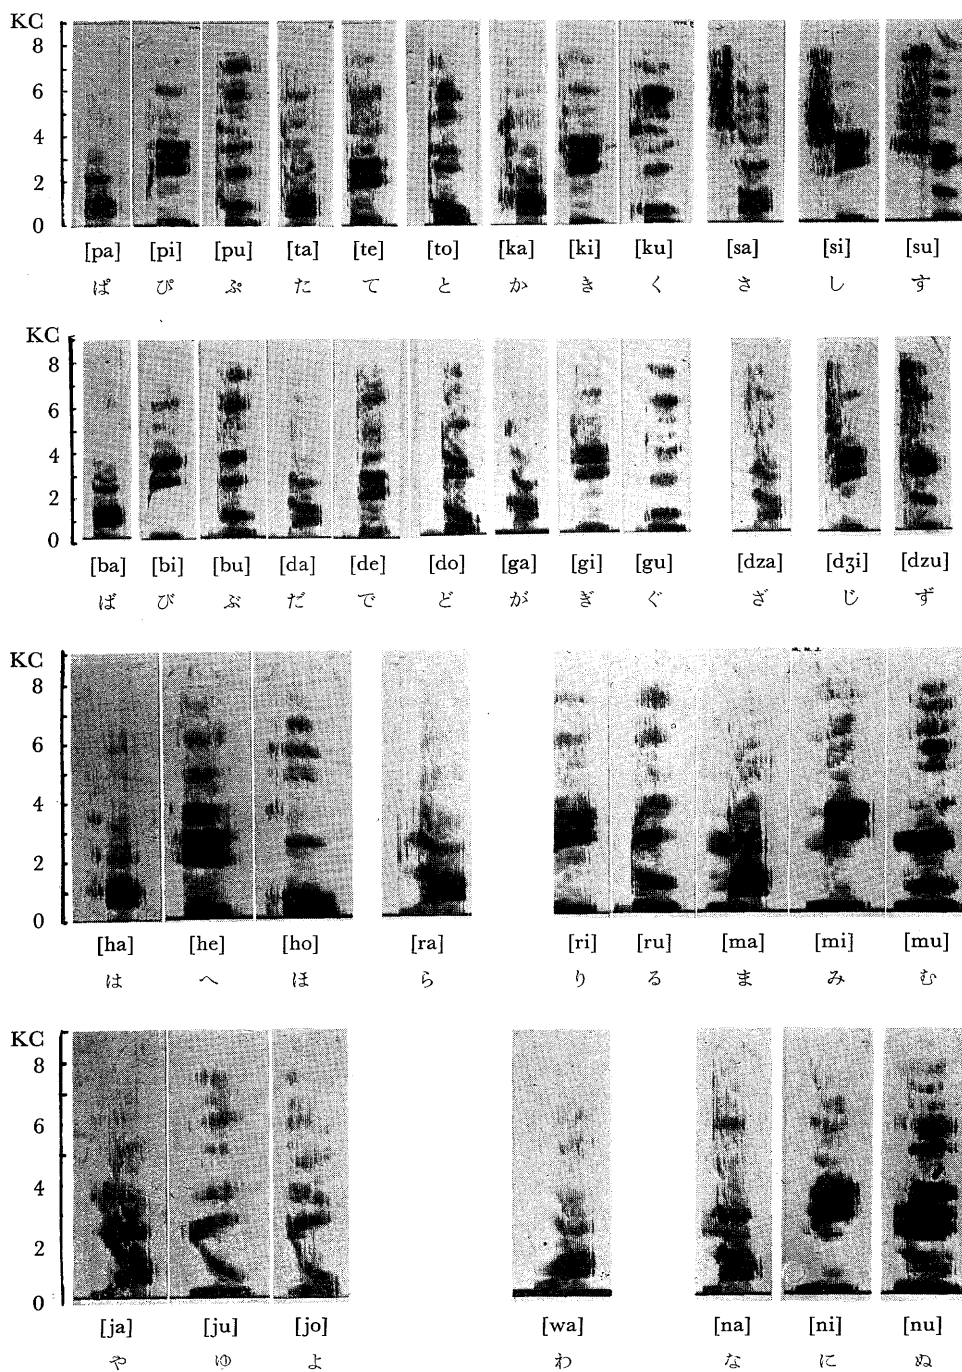 KC
8
6
4
2
0
[pa] [pi] [pu] [ta] [te] [to] [ka] [ki] [ku] [sa] [si] [su]
ぱ ぴ ぷ た て と か き く さ し す
KC
8
6
4
2
0
[ba] [bi] [bu] [da] [de] [do] [ga] [gi] [gu] [dza] [dʒi] [dzu]
ば び ぶ だ で ど が ぎ ぐ ざ じ ず
KC
8
6
4
2
0
[ha] [he] [ho] [ra] [ri] [ru] [ma] [mi] [mu]
は へ ほ ら り る ま み む
KC
8
6
4
2
0
[ja] [ju] [jo] [wa] [na] [ni] [nu]
や ゆ よ わ な に ぬ